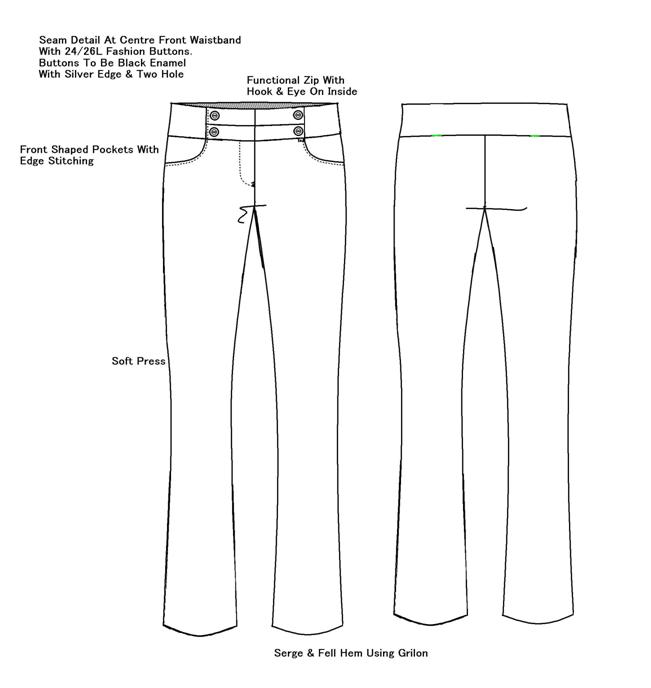 Seam Detail At Centre Front Waistband
With 24/26L Fashion Buttons.
Buttons To Be Black Enamel
With Silver Edge & Two Hole
Functional Zip With
Hook & Eye On Inside
Front Shaped Pockets With
Edge Stitching
Soft Press
Serge & Fell Hem Using Grilon